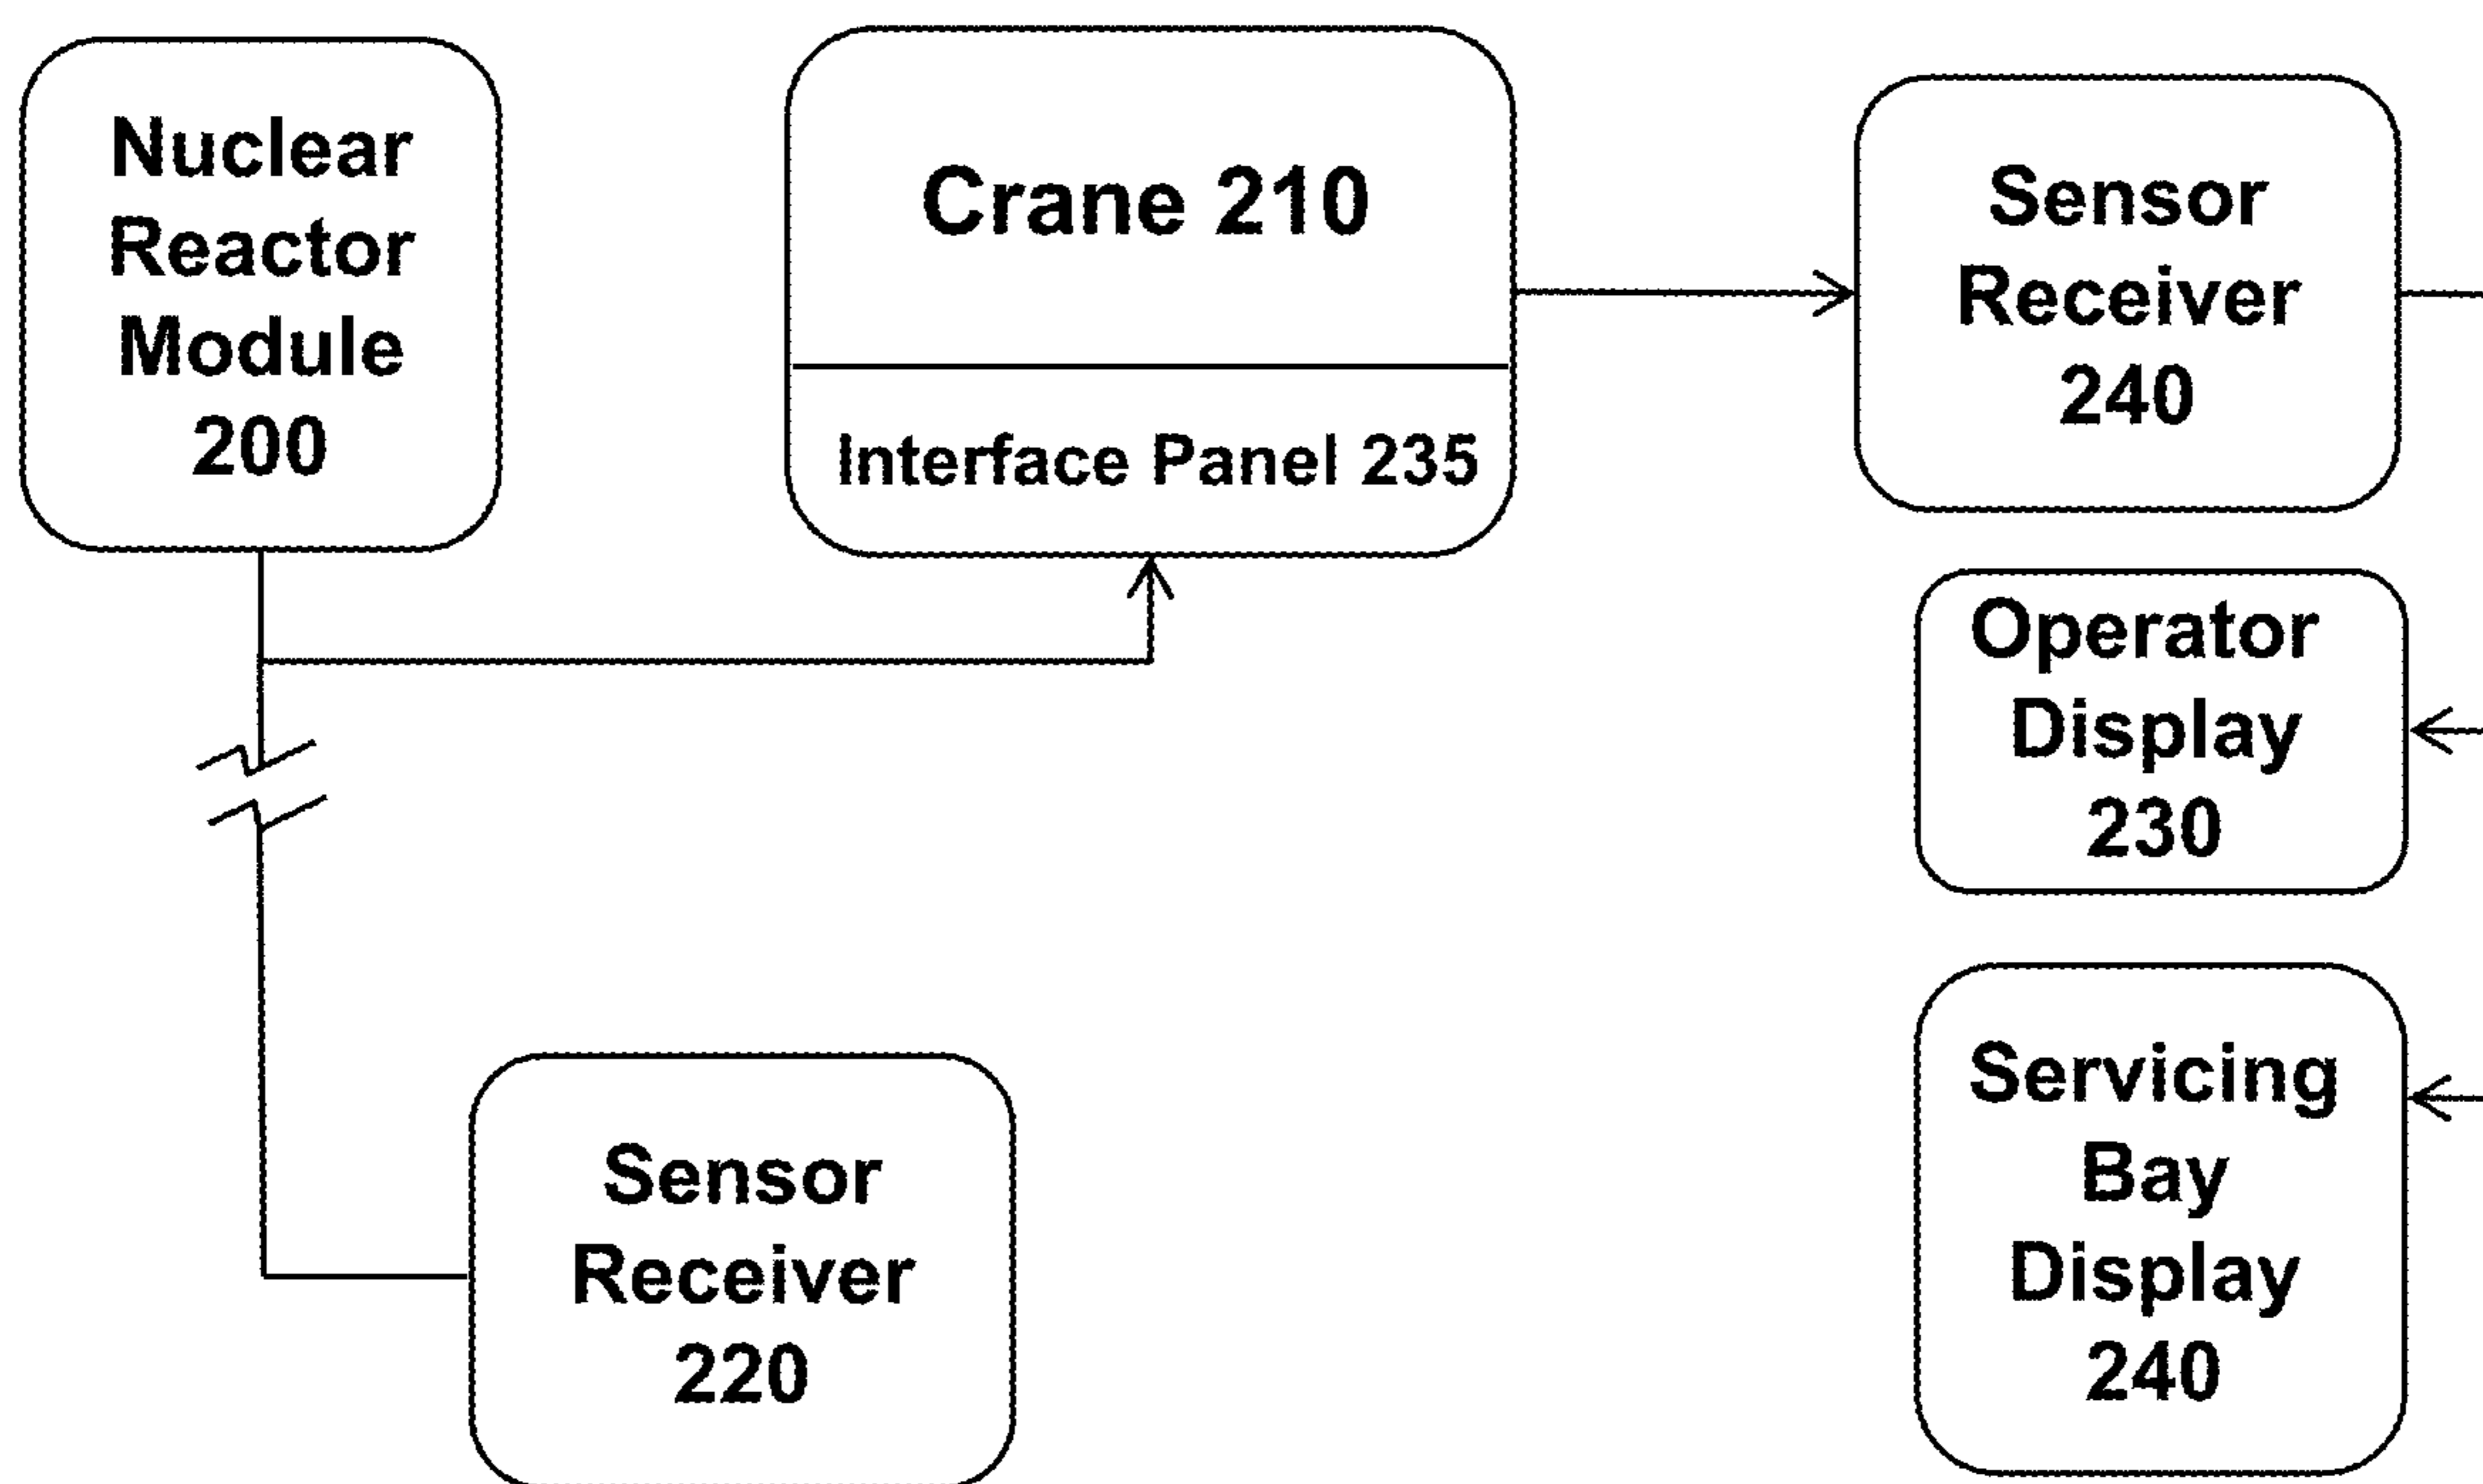 Nuclear
Reactor
Module
200
Crane 210
Interface Panel 235
Sensor
Receiver
240
Operator
Display
230
Servicing
Bay
Display
240
Sensor
Receiver
220